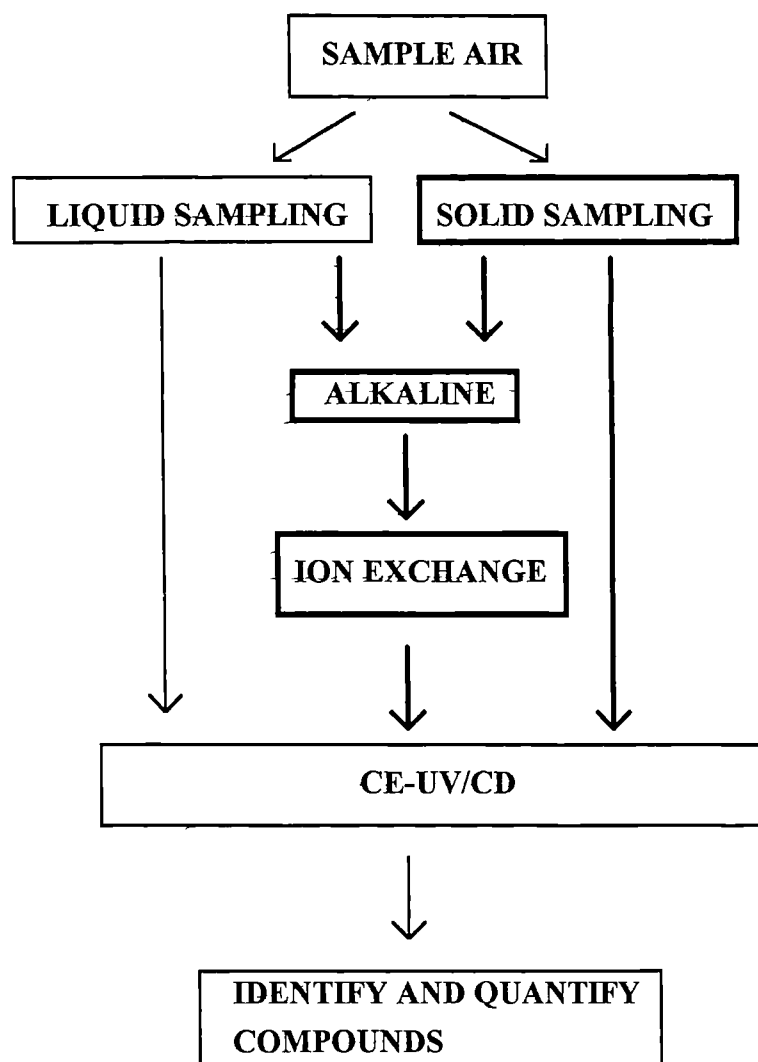 SAMPLE AIR
LIQUID SAMPLING
SOLID SAMPLING
ALKALINE
ION EXCHANGE
CE-UV/CD
IDENTIFY AND QUANTIFY
COMPOUNDS